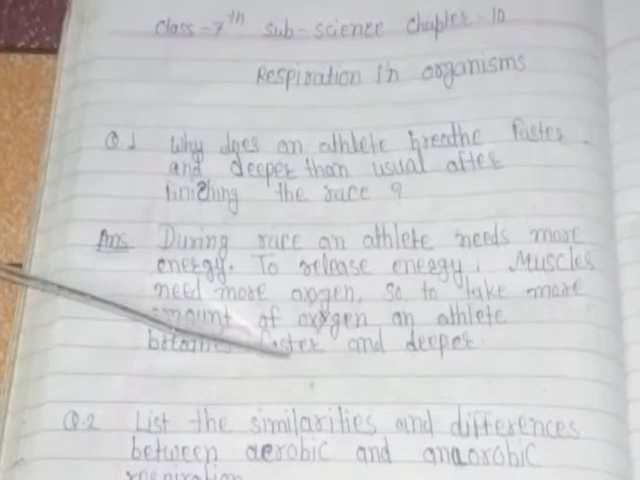 Class - 7th sub - science chapter - 10
Respiration in organisms
Q.1 Why does an athlete breathe faster
and deeper than usual after
finishing the race ?
Ans During race an athlete needs more
energy. To release energy, Muscles
need more oxygen, so to take more
amount of oxygen an athlete
faster and deeper
Q.2 List the similarities and differences
between aerobic and anaorobic
respiration